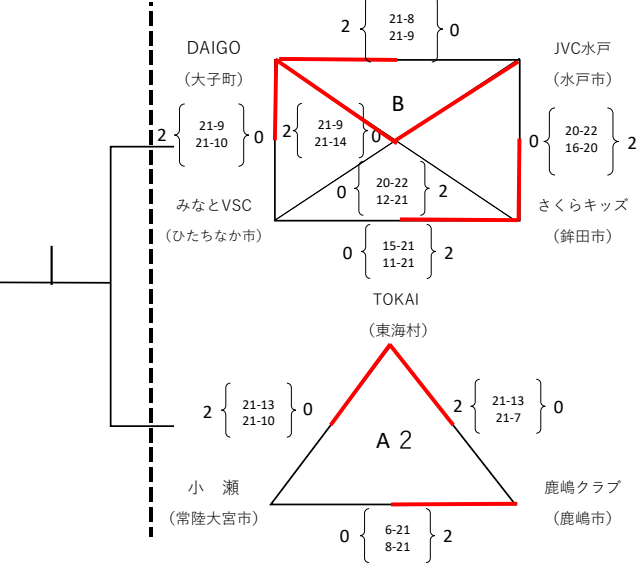 2 21-8 0
21-9
DAIGO
(大子町)
JVC水戸
(水戸市)
B
2 21-9 0
21-10
2 21-9 0
21-14
0 20-22 2
16-20
0 20-22 2
12-21
みなとVSC
(ひたちなか市)
さくらキッズ
(鉾田市)
0 15-21 2
11-21
TOKAI
(東海村)
2 21-13 0
21-10
2 21-13 0
21-7
A 2
小 瀬
(常陸大宮市)
鹿嶋クラブ
(鹿嶋市)
0 6-21 2
8-21